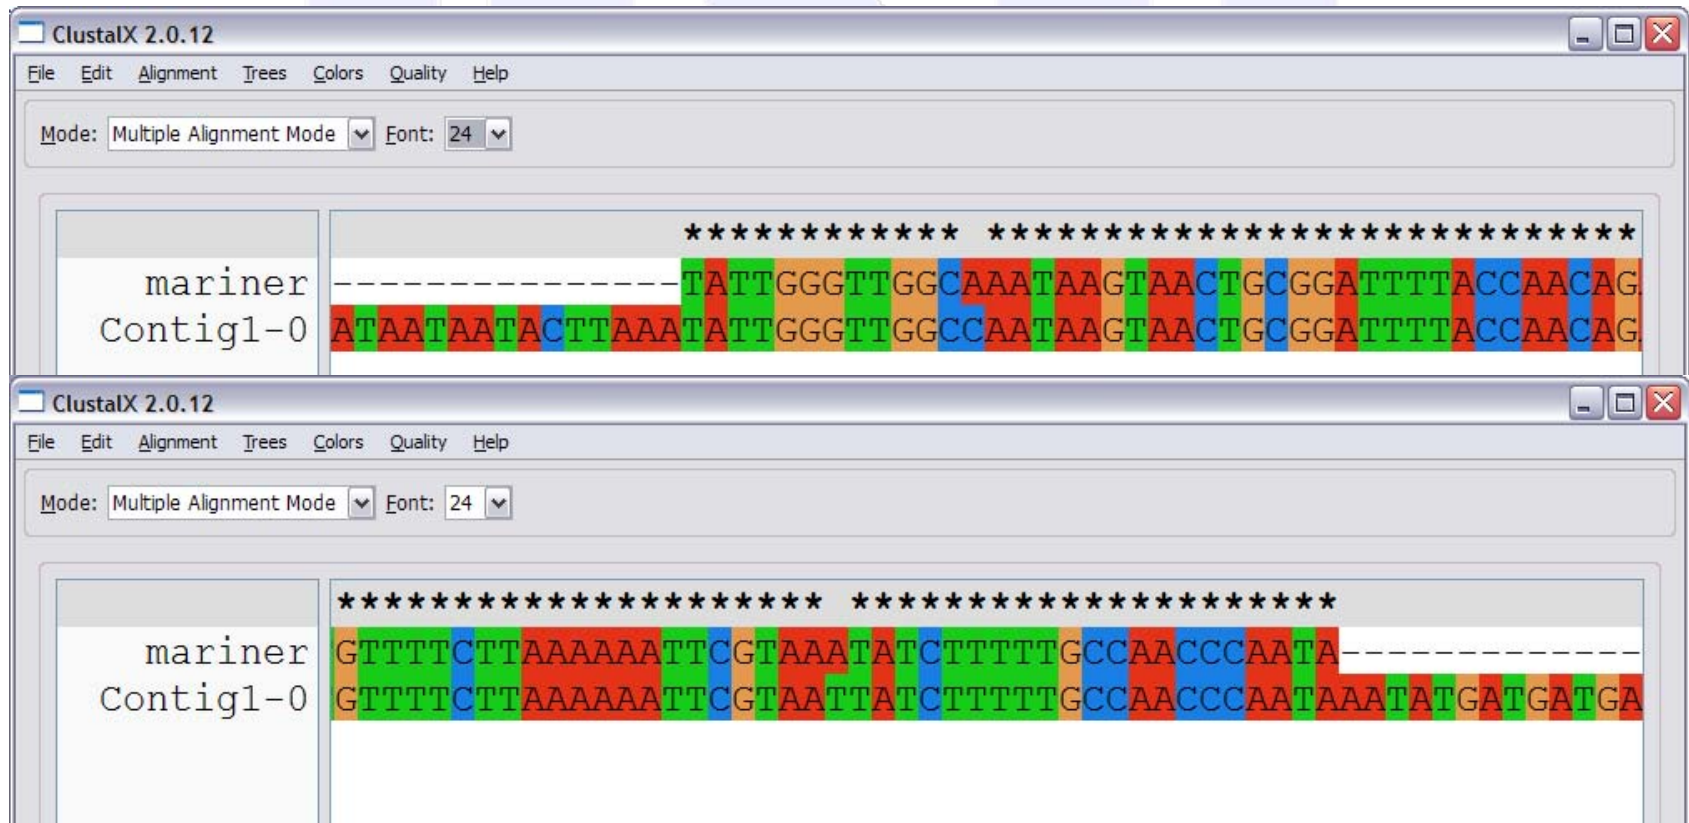 ClustalX 2.0.12
File Edit Alignment Trees Colors Quality Help
Mode: Multiple Alignment Mode Font: 24
************ ****************************
mariner ---------------TATTGGGTTGGCAAATAAGTAACTGCGGATTTTACCAACAG
Contig1-0 ATAATAATACTTAAATATTGGGTTGGCCAATAAGTAACTGCGGATTTTACCAACAG
ClustalX 2.0.12
File Edit Alignment Trees Colors Quality Help
Mode: Multiple Alignment Mode Font: 24
********************* *********************
mariner GTTTTCTTAAAAAATTCGTAAATATCTTTTTGCCAACCCAATA-------------
Contig1-0 GTTTTCTTAAAAAATTCGTAATTATCTTTTTGCCAACCCAATAAATATGATGATGA